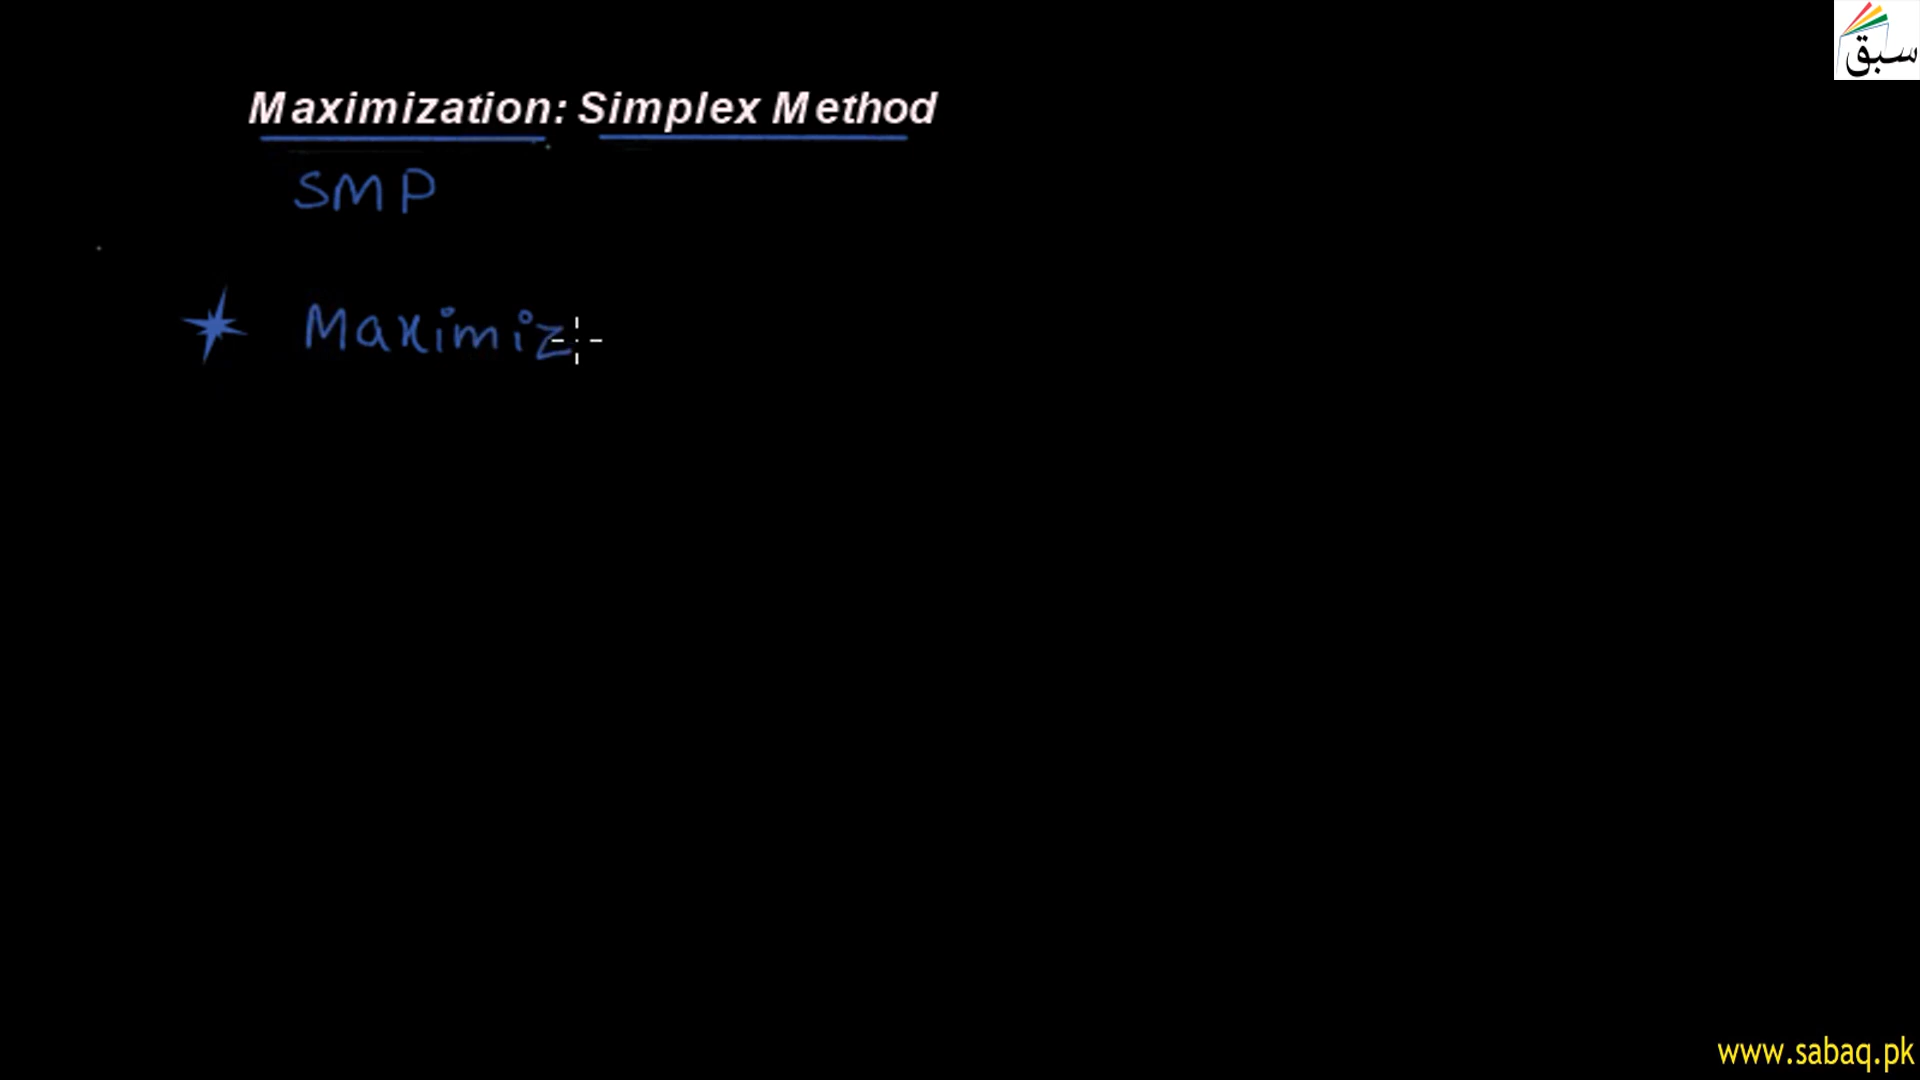 سبق
Maximization: Simplex Method
SMP
Maximiz
www.sabaq.pk